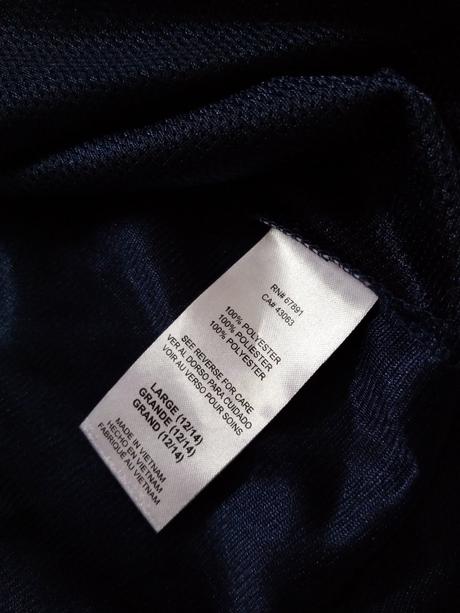 RN# 67891
CA# 43063
100% POLYESTER
100% POLIESTER
100% POLYESTER
SEE REVERSE FOR CARE
VER AL DORSO PARA CUIDADO
VOIR AU VERSO POUR SOINS
LARGE (12/14)
GRANDE (12/14)
GRAND (12/14)
MADE IN VIETNAM
HECHO EN VIETNAM
FABRIQUÉ AU VIETNAM